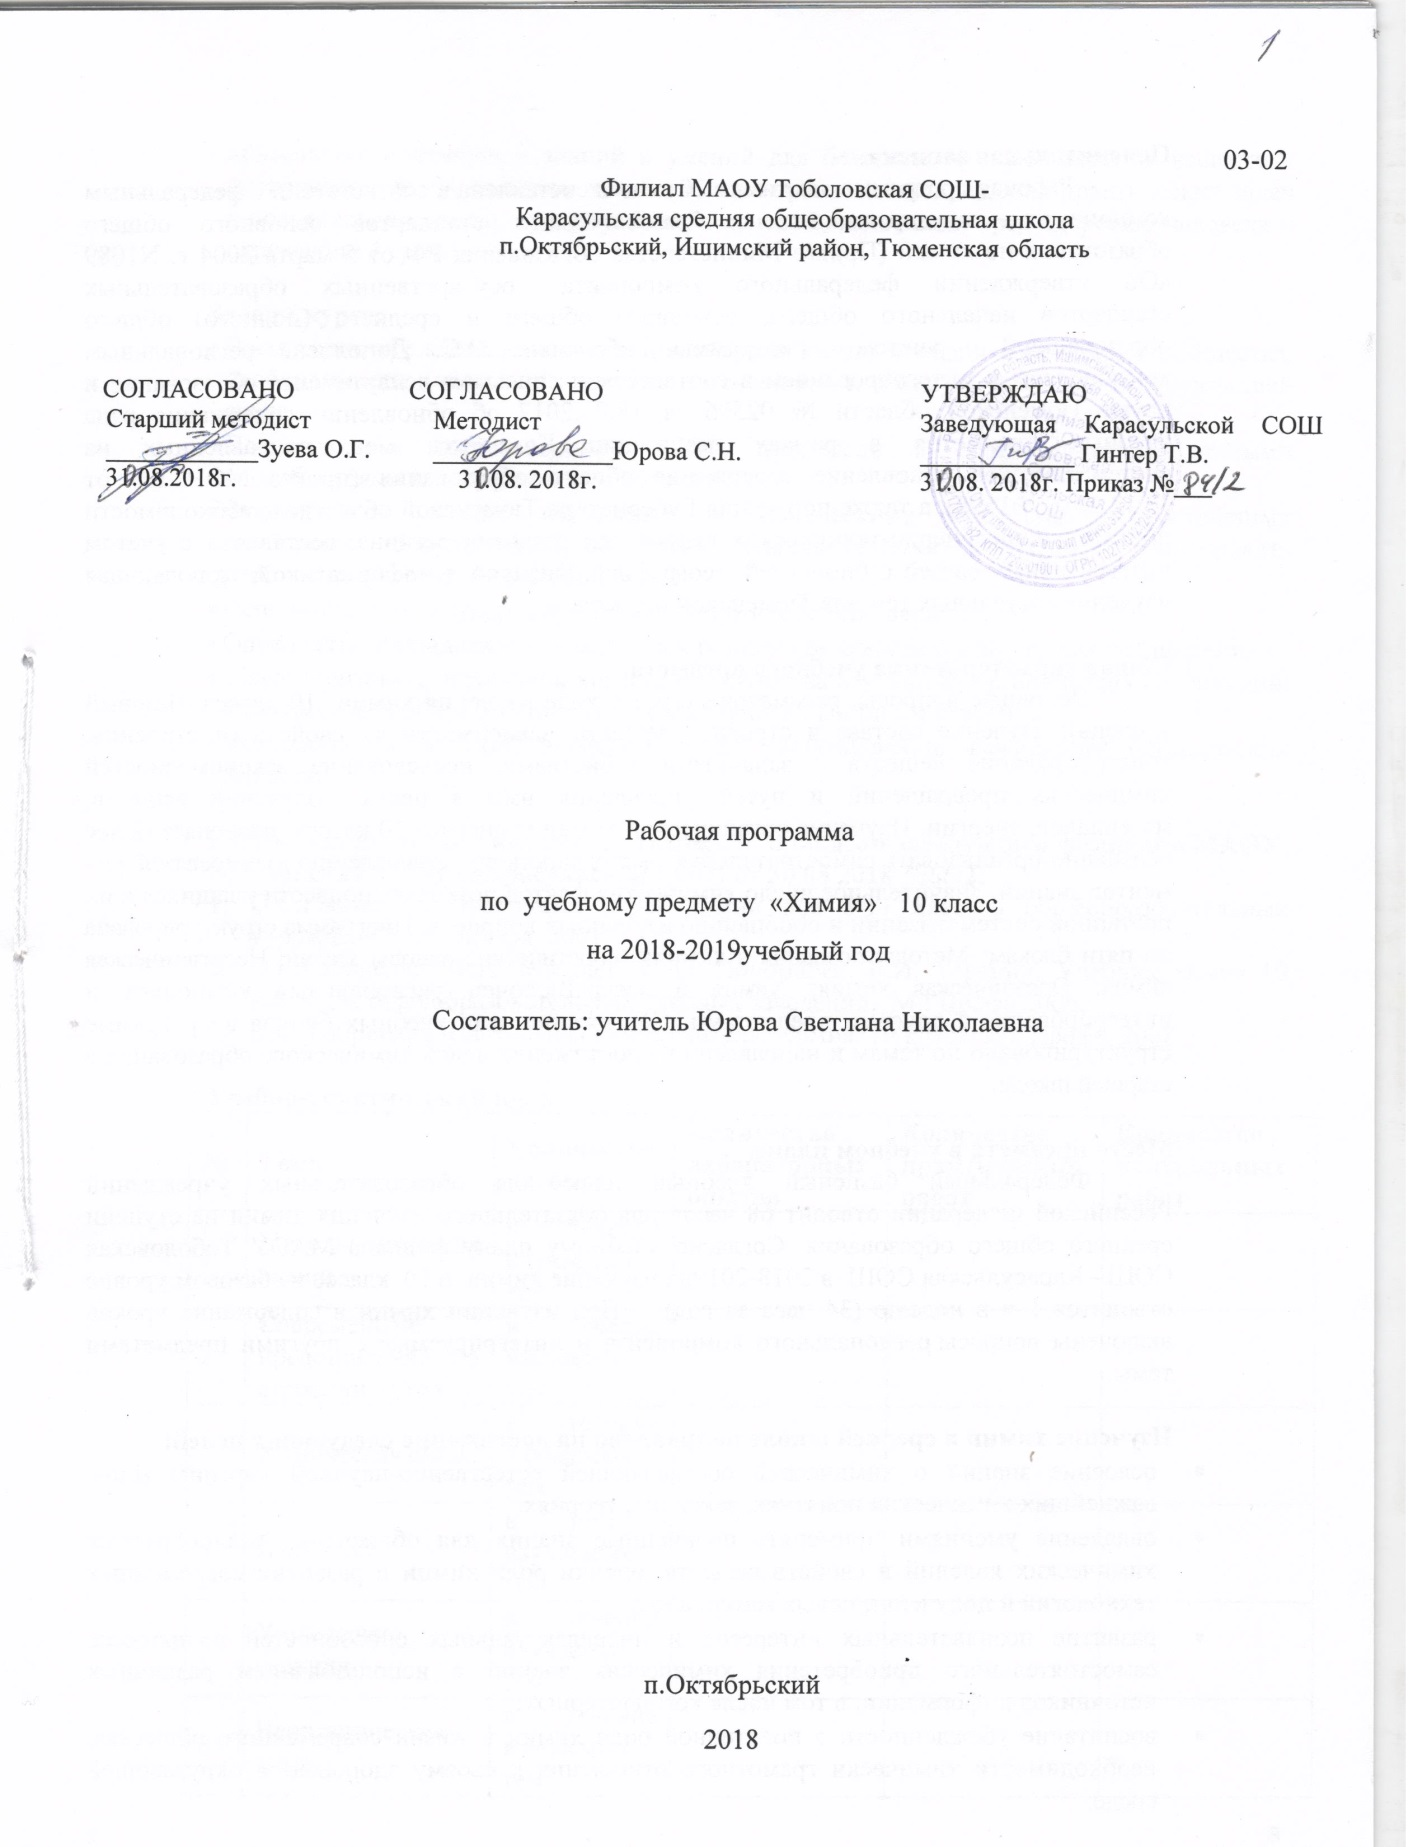 1
03-02
Филиал МАОУ Тоболовская СОШ-
Карасульская средняя общеобразовательная школа
п.Октябрьский, Ишимский район, Тюменская область
СОГЛАСОВАНО
Старший методист
Зуева О.Г.
31.08.2018г.
СОГЛАСОВАНО
Методист
Юрова С.Н.
31.08. 2018г.
УТВЕРЖДАЮ
Заведующая Карасульской СОШ
Гинтер Т.В.
31.08. 2018г. Приказ № 84/2
Рабочая программа
по учебному предмету «Химия» 10 класс
на 2018-2019учебный год
Составитель: учитель Юрова Светлана Николаевна
п.Октябрьский
2018